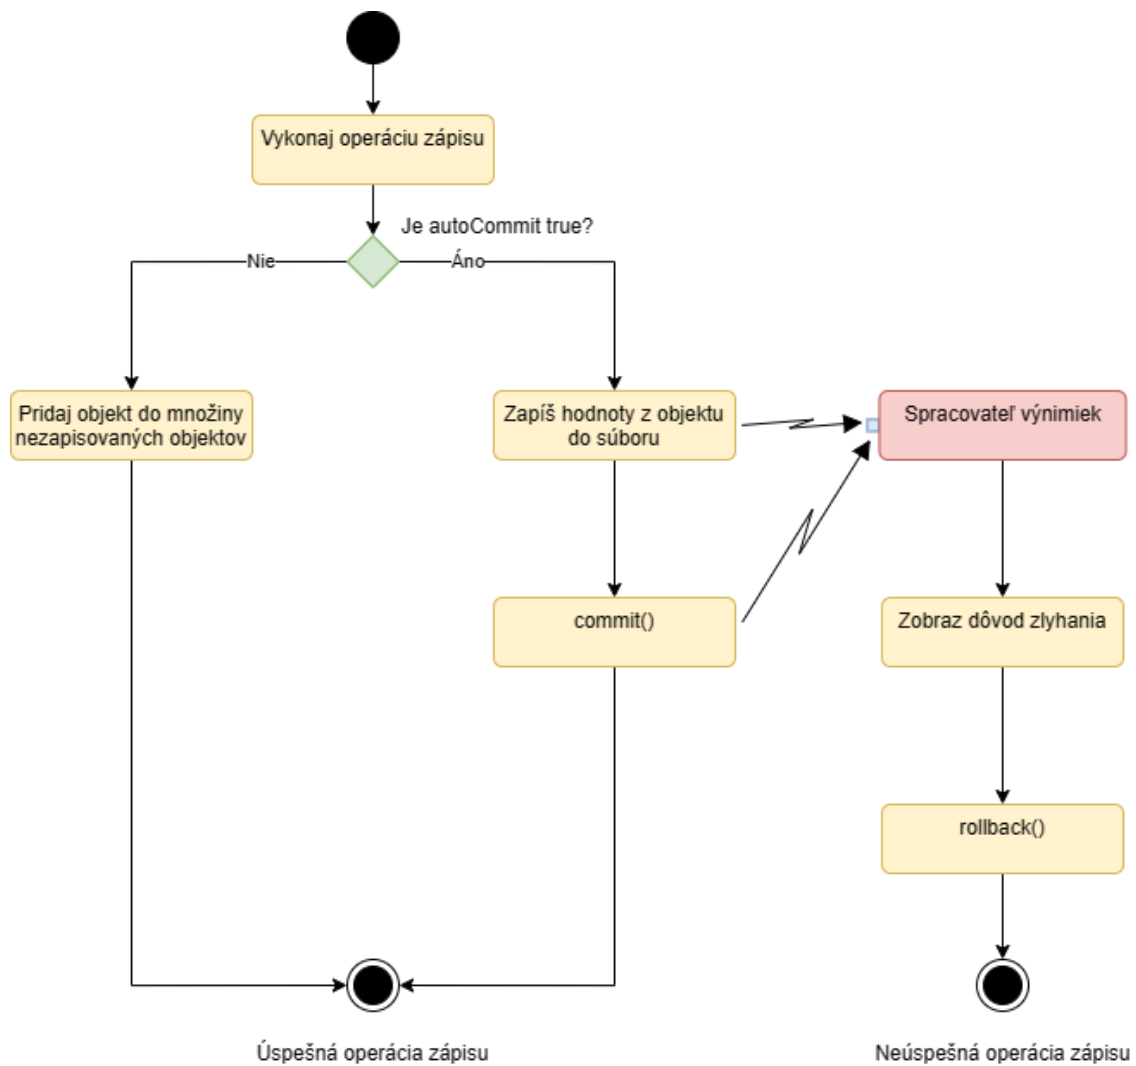 Vykonaj operáciu zápisu
Je autoCommit true?
Nie
Áno
Pridaj objekt do množiny
nezapisovaných objektov
Zapíš hodnoty z objektu
do súboru
Spracovateľ výnimiek
commit()
Zobraz dôvod zlyhania
rollback()
Úspešná operácia zápisu
Neúspešná operácia zápisu